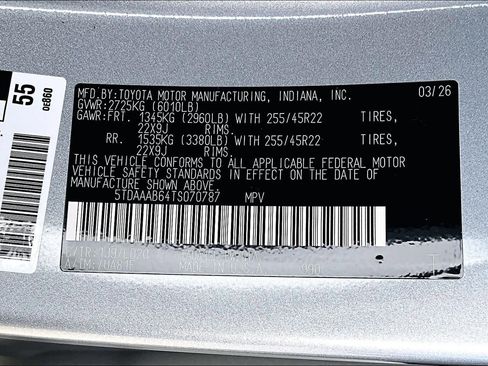 55
0E860
MFD.BY:TOYOTA MOTOR MANUFACTURING, INDIANA, INC. 03/26
GVWR:2725KG (6010LB)
GAWR:FRT. 1345KG (2960LB) WITH 255/45R22 TIRES,
22X9J RIMS.
RR. 1535KG (3380LB) WITH 255/45R22 TIRES,
22X9J RIMS.
THIS VEHICLE CONFORMS TO ALL APPLICABLE FEDERAL MOTOR
VEHICLE SAFETY STANDARDS IN EFFECT ON THE DATE OF
MANUFACTURE SHOWN ABOVE.
5TDAAAB64TS070787 MPV